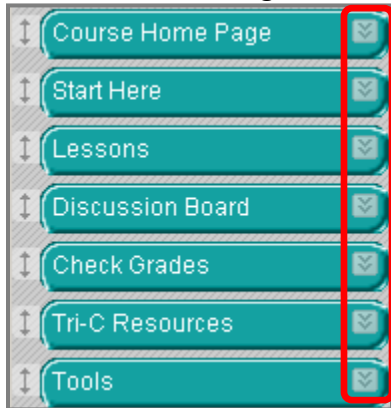 Course Home Page
Start Here
Lessons
Discussion Board
Check Grades
Tri-C Resources
Tools